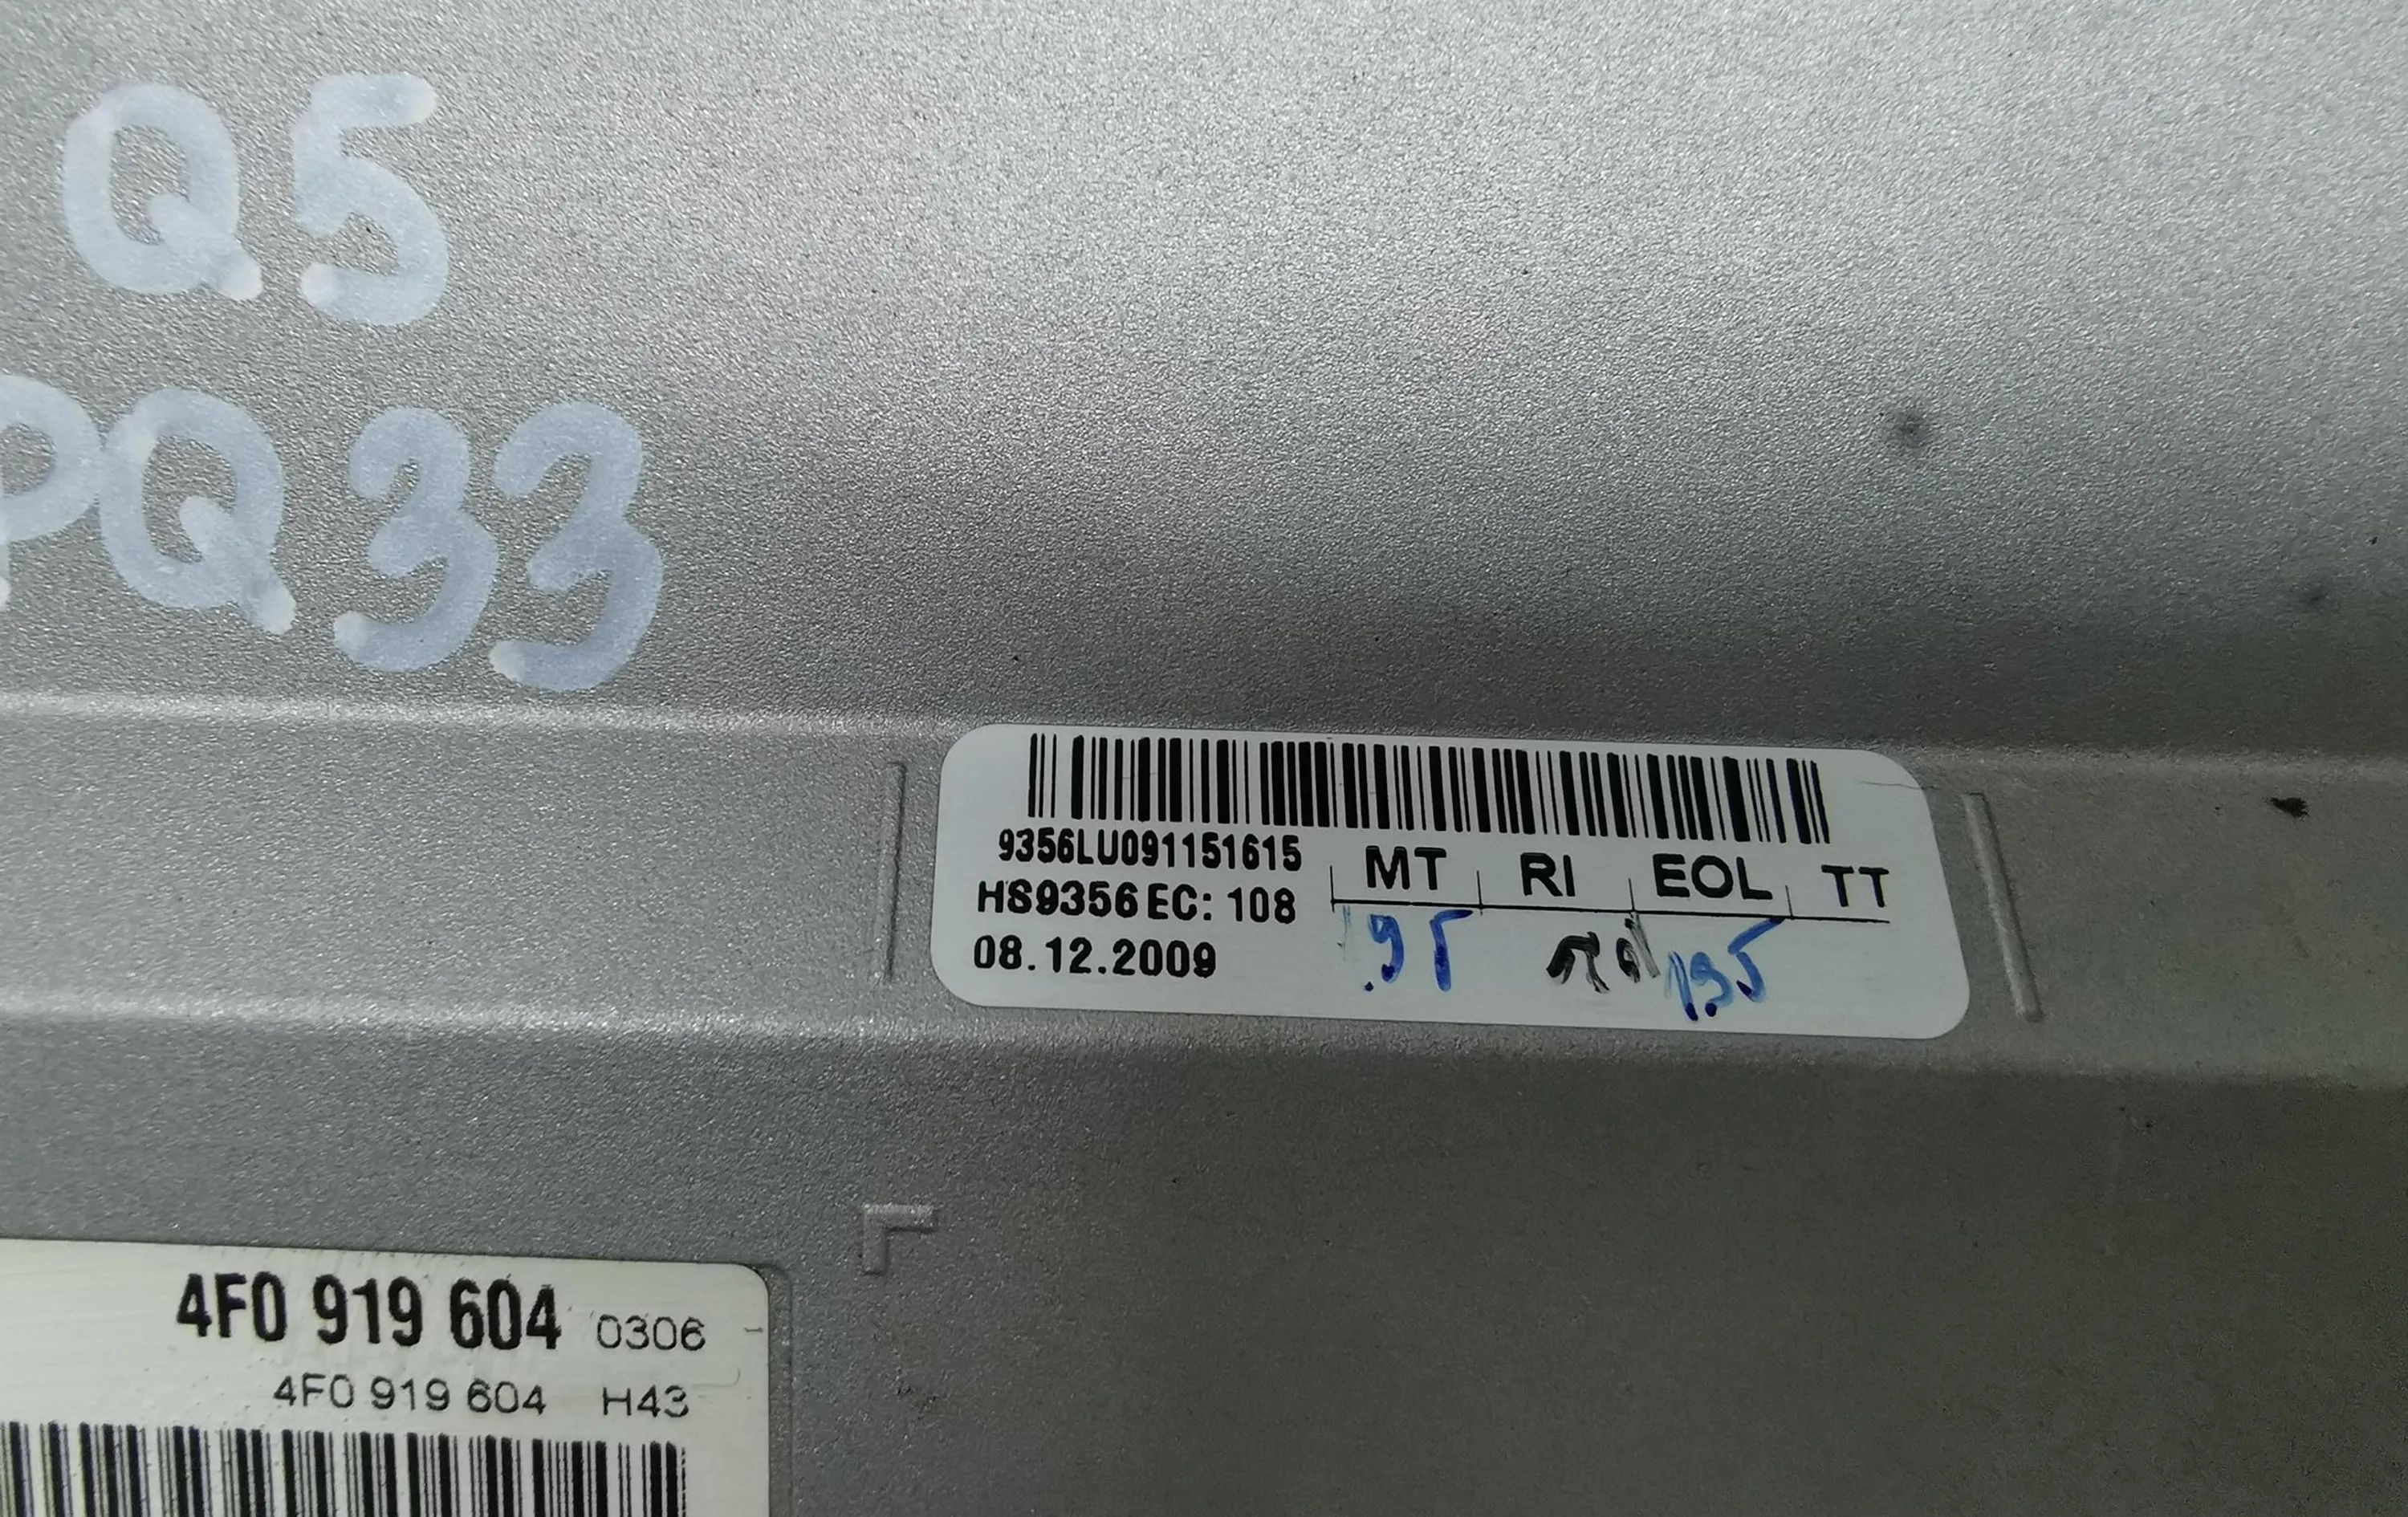 Q5
PQ33
9356LU091151615
HS9356 EC: 108
08.12.2009
MT RI EOL TT
4F0 919 604 0306
4F0 919 604 H43